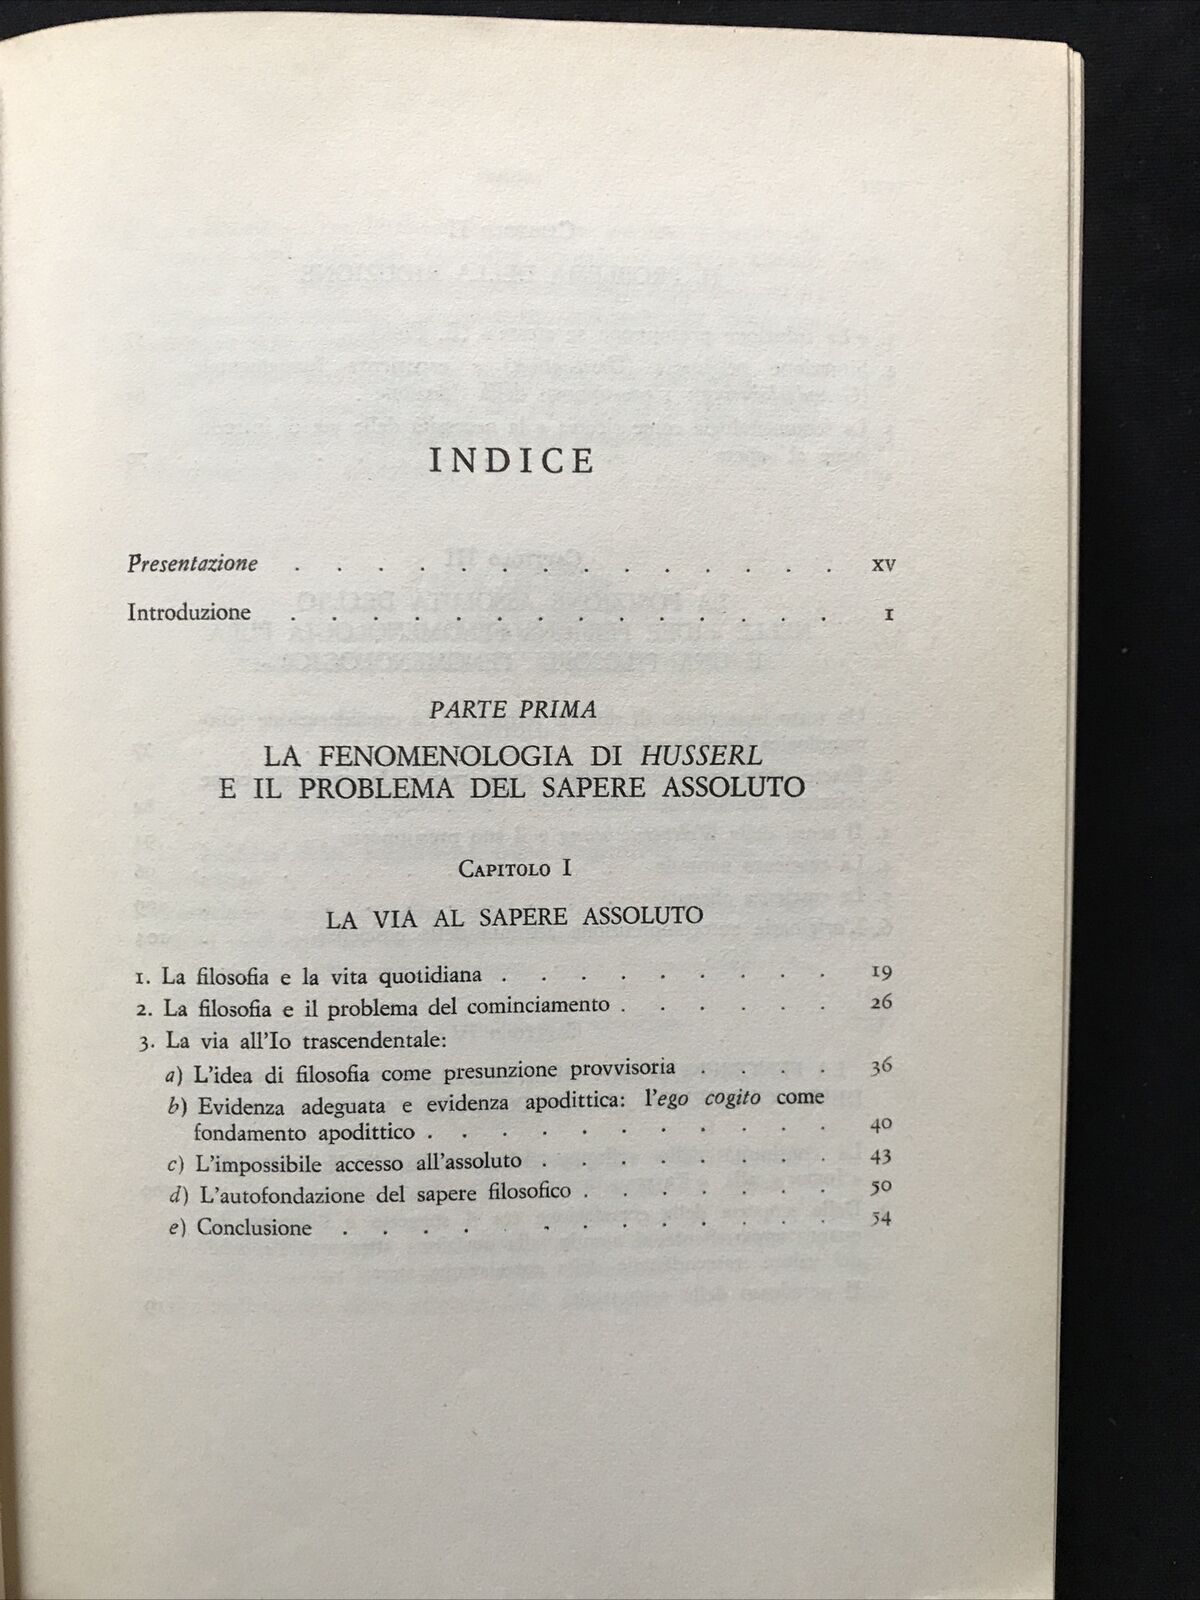 INDICE
Presentazione . . . . . . . . . . . . . . XV
Introduzione . . . . . . . . . . . . . . 1
PARTE PRIMA
LA FENOMENOLOGIA DI HUSSERL
E IL PROBLEMA DEL SAPERE ASSOLUTO
CAPITOLO I
LA VIA AL SAPERE ASSOLUTO
1. La filosofia e la vita quotidiana . . . . . . . . . 19
2. La filosofia e il problema del cominciamento . . . . . . 26
3. La via all'Io trascendentale:
a) L'idea di filosofia come presunzione provvisoria . . . . 36
b) Evidenza adeguata e evidenza apodittica: l'ego cogito come
fondamento apodittico . . . . . . . . . . . 40
c) L'impossibile accesso all'assoluto . . . . . . . . 43
d) L'autofondazione del sapere filosofico . . . . . . . 50
e) Conclusione . . . . . . . . . . . . . 54